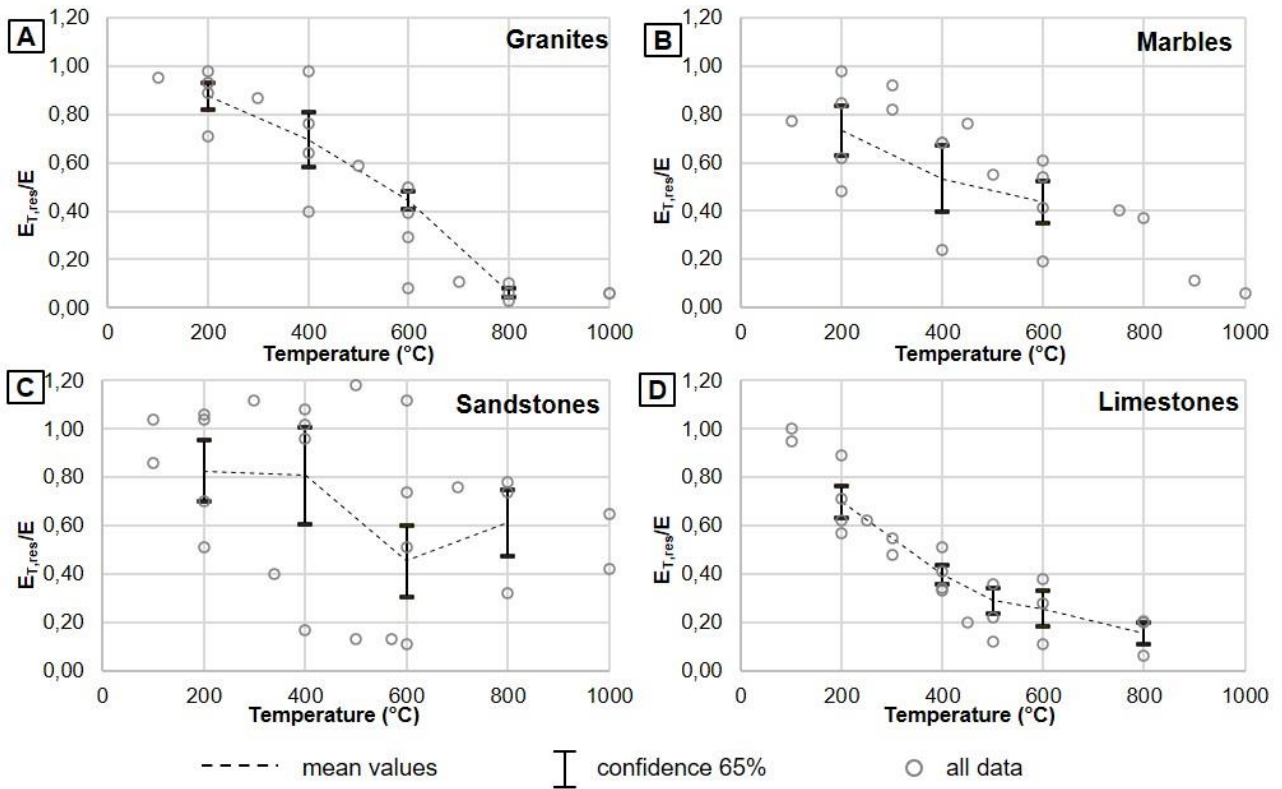 A
Granites
1,20
1,00
0,80
0,60
0,40
0,20
0,00
E_T,res/E
0 200 400 600 800 1000
Temperature (°C)
B
Marbles
1,20
1,00
0,80
0,60
0,40
0,20
0,00
E_T,res/E
0 200 400 600 800 1000
Temperature (°C)
C
Sandstones
1,20
1,00
0,80
0,60
0,40
0,20
0,00
E_T,res/E
0 200 400 600 800 1000
Temperature (°C)
D
Limestones
1,20
1,00
0,80
0,60
0,40
0,20
0,00
E_T,res/E
0 200 400 600 800 1000
Temperature (°C)
mean values confidence 65% all data